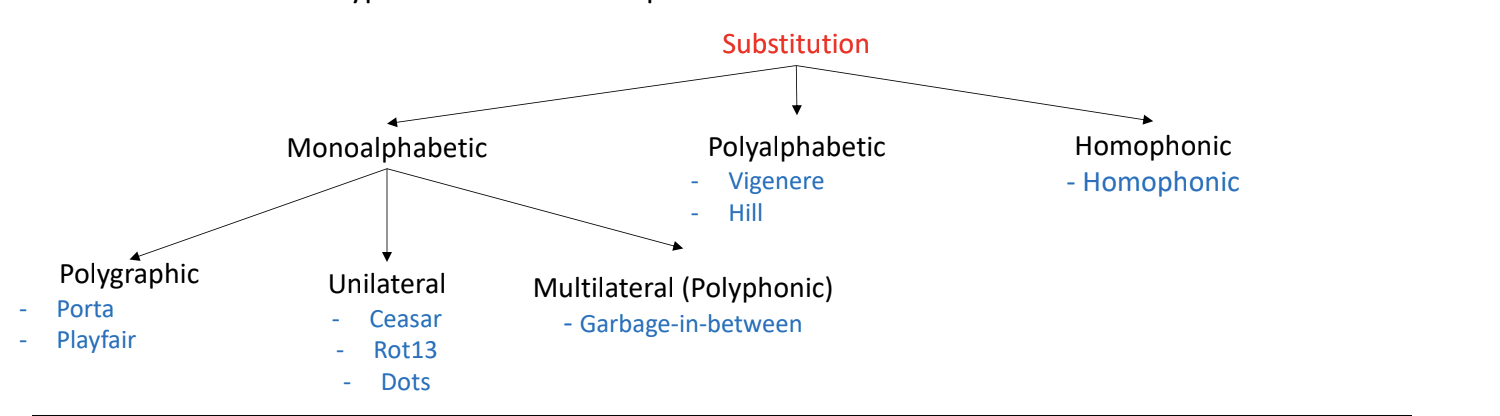 Substitution
Monoalphabetic
Polyalphabetic
- Vigenere
- Hill
Homophonic
- Homophonic
Polygraphic
- Porta
- Playfair
Unilateral
- Ceasar
- Rot13
- Dots
Multilateral (Polyphonic)
- Garbage-in-between